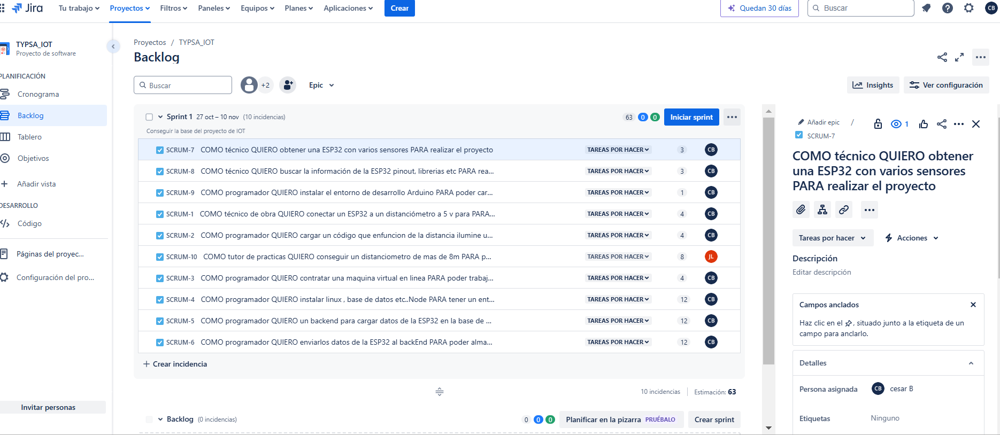 Jira
Tu trabajo
Proyectos
Filtros
Paneles
Equipos
Planes
Aplicaciones
Crear
Quedan 30 días
Buscar
CB
TYPSA_IOT
Proyecto de software
PLANIFICACIÓN
Cronograma
Backlog
Tablero
Objetivos
Añadir vista
DESARROLLO
Código
Páginas del proyec...
Configuración del pro...
Invitar personas
Proyectos / TYPSA_IOT
Backlog
Buscar
+2
Epic
Insights
Ver configuración
Sprint 1 27 oct – 10 nov (10 incidencias) 63 0 0 Iniciar sprint
Conseguir la base del proyecto de IOT
SCRUM-7 COMO técnico QUIERO obtener una ESP32 con varios sensores PARA realizar el proyecto TAREAS POR HACER 3 CB
SCRUM-8 COMO técnico QUIERO buscar la información de la ESP32 pinout, librerias etc PARA rea... TAREAS POR HACER 3 CB
SCRUM-9 COMO programador QUIERO instalar el entorno de desarrollo Arduino PARA poder car... TAREAS POR HACER 1 CB
SCRUM-1 COMO técnico de obra QUIERO conectar un ESP32 a un distanciómetro a 5 v para PARA... TAREAS POR HACER 4 CB
SCRUM-2 COMO programador QUIERO cargar un código que enfuncion de la distancia ilumine u... TAREAS POR HACER 4 CB
SCRUM-10 COMO tutor de practicas QUIERO conseguir un distanciometro de mas de 8m PARA p... TAREAS POR HACER 8 JL
SCRUM-3 COMO programador QUIERO contratar una maquina virtual en linea PARA poder trabaj... TAREAS POR HACER 4 CB
SCRUM-4 COMO programador QUIERO instalar linux , base de datos etc..Node PARA tener un ent... TAREAS POR HACER 12 CB
SCRUM-5 COMO programador QUIERO un backend para cargar datos de la ESP32 en la base de ... TAREAS POR HACER 12 CB
SCRUM-6 COMO programador QUIERO enviarlos datos de la ESP32 al backEnd PARA poder alma... TAREAS POR HACER 12 CB
+ Crear incidencia
10 incidencias Estimación: 63
Backlog (0 incidencias) 0 0 0 Planificar en la pizarra PRUÉBALO Crear sprint
Añadir epic /
SCRUM-7
1
COMO técnico QUIERO obtener
una ESP32 con varios sensores
PARA realizar el proyecto
Tareas por hacer
Acciones
Descripción
Editar descripción
Campos anclados
Haz clic en el , situado junto a la etiqueta de un
campo para anclarlo.
Detalles
Persona asignada CB cesar B
Etiquetas Ninguno